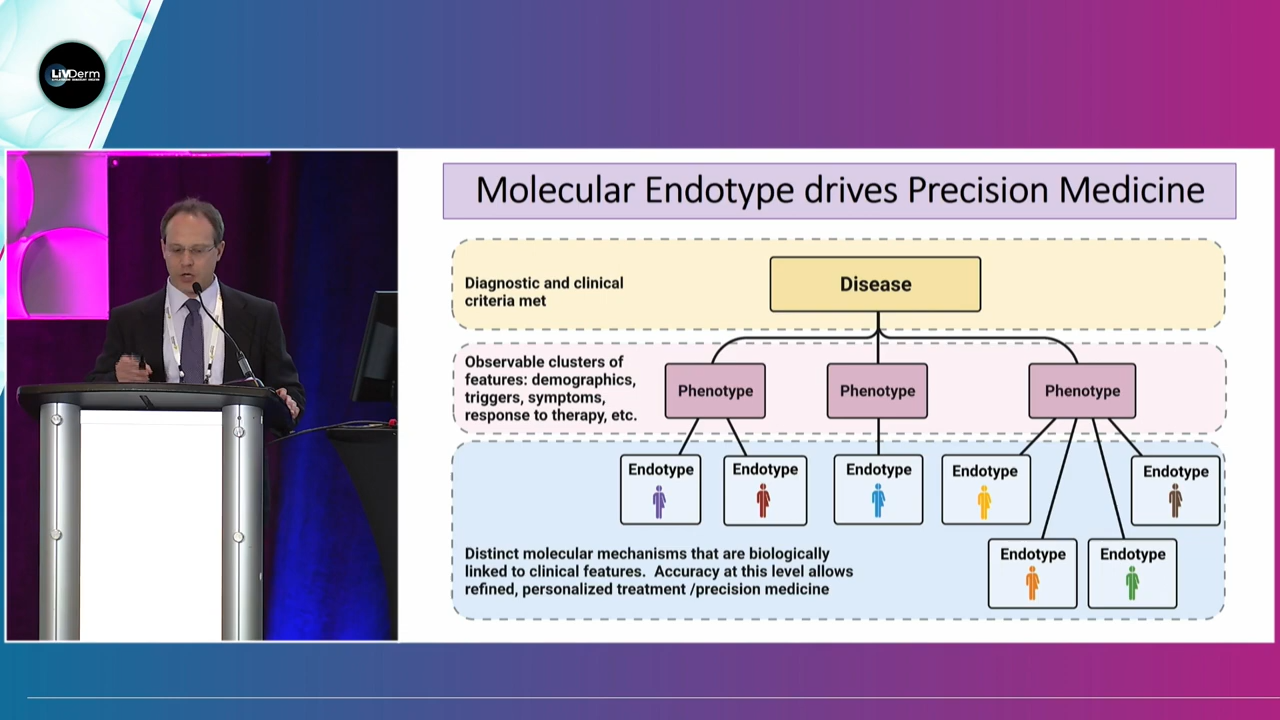 LiVDerm
Molecular Endotype drives Precision Medicine
Diagnostic and clinical
criteria met
Disease
Observable clusters of
features: demographics,
triggers, symptoms,
response to therapy, etc.
Phenotype
Phenotype
Phenotype
Endotype
Endotype
Endotype
Endotype
Endotype
Endotype
Endotype
Distinct molecular mechanisms that are biologically
linked to clinical features.  Accuracy at this level allows
refined, personalized treatment /precision medicine